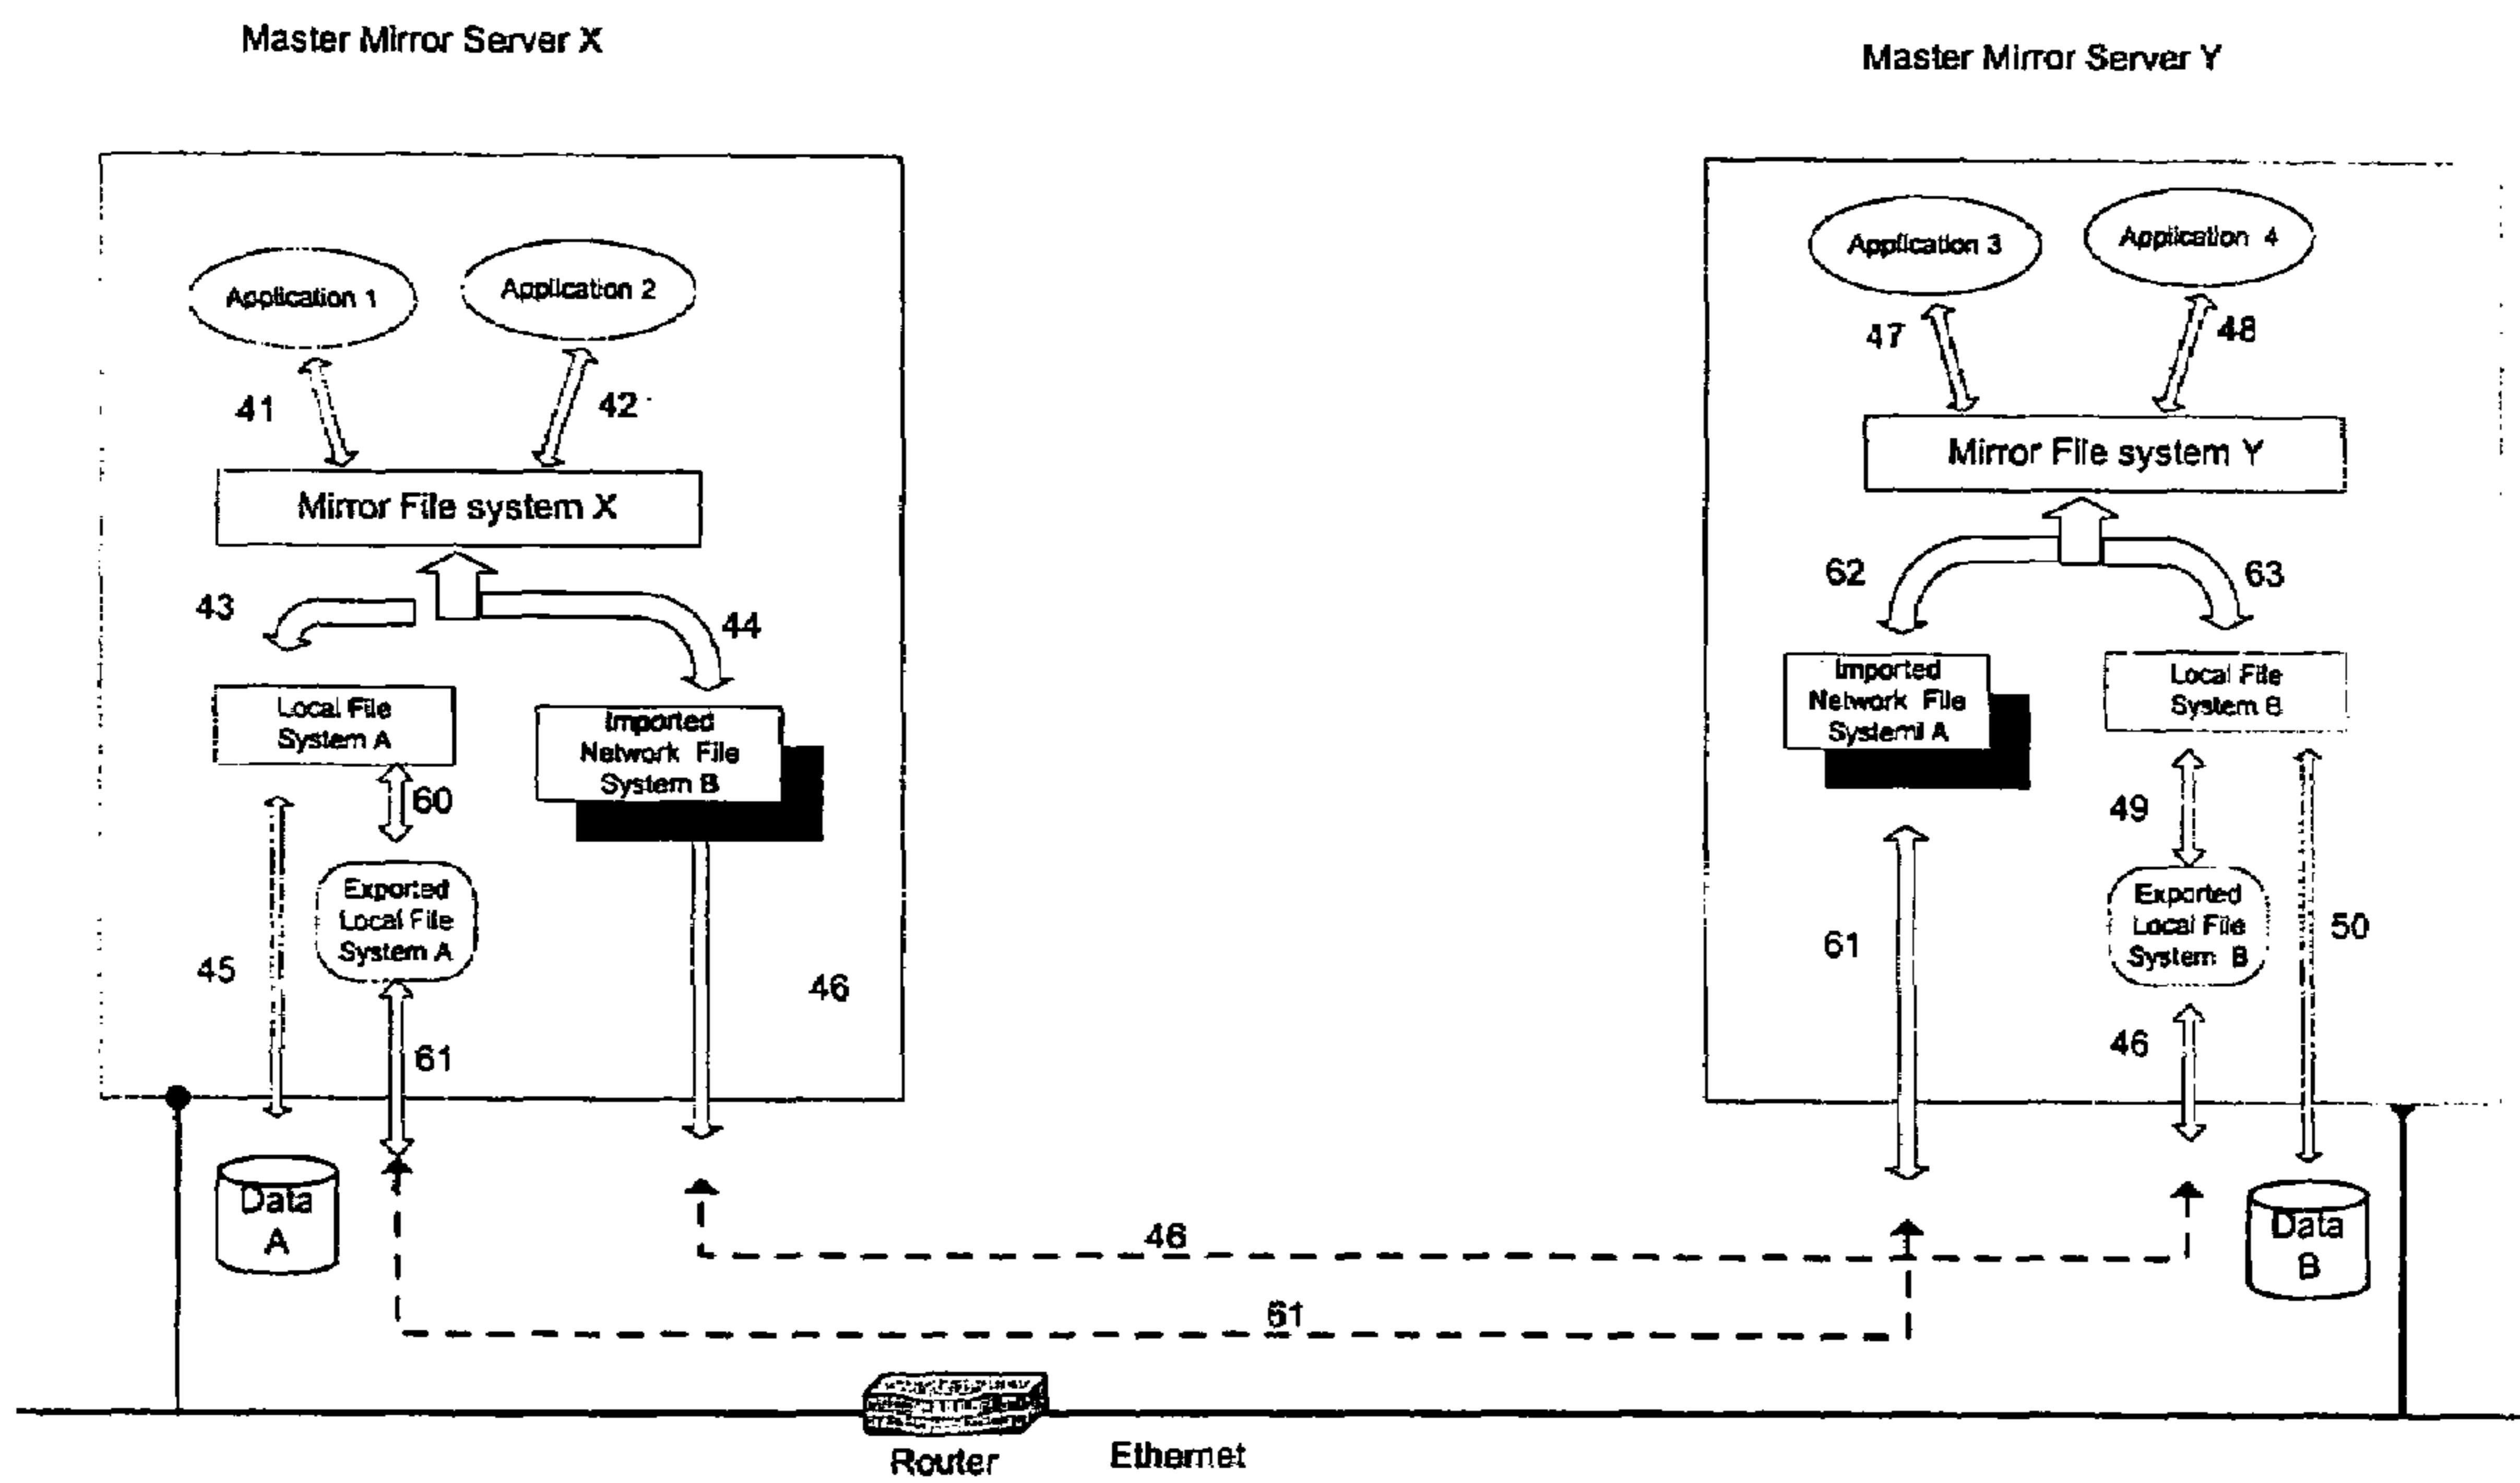 Master Mirror Server X
Master Mirror Server Y
Application 1
Application 2
Application 3
Application 4
41
42
47
48
Mirror File system X
Mirror File system Y
43
44
62
63
Local File
System A
Imported
Network File
System B
Imported
Network File
Systeml A
Local File
System B
60
49
Exported
Local File
System A
Exported
Local File
System B
45
46
61
50
61
46
Data
A
Data
B
46
61
Router
Ethernet